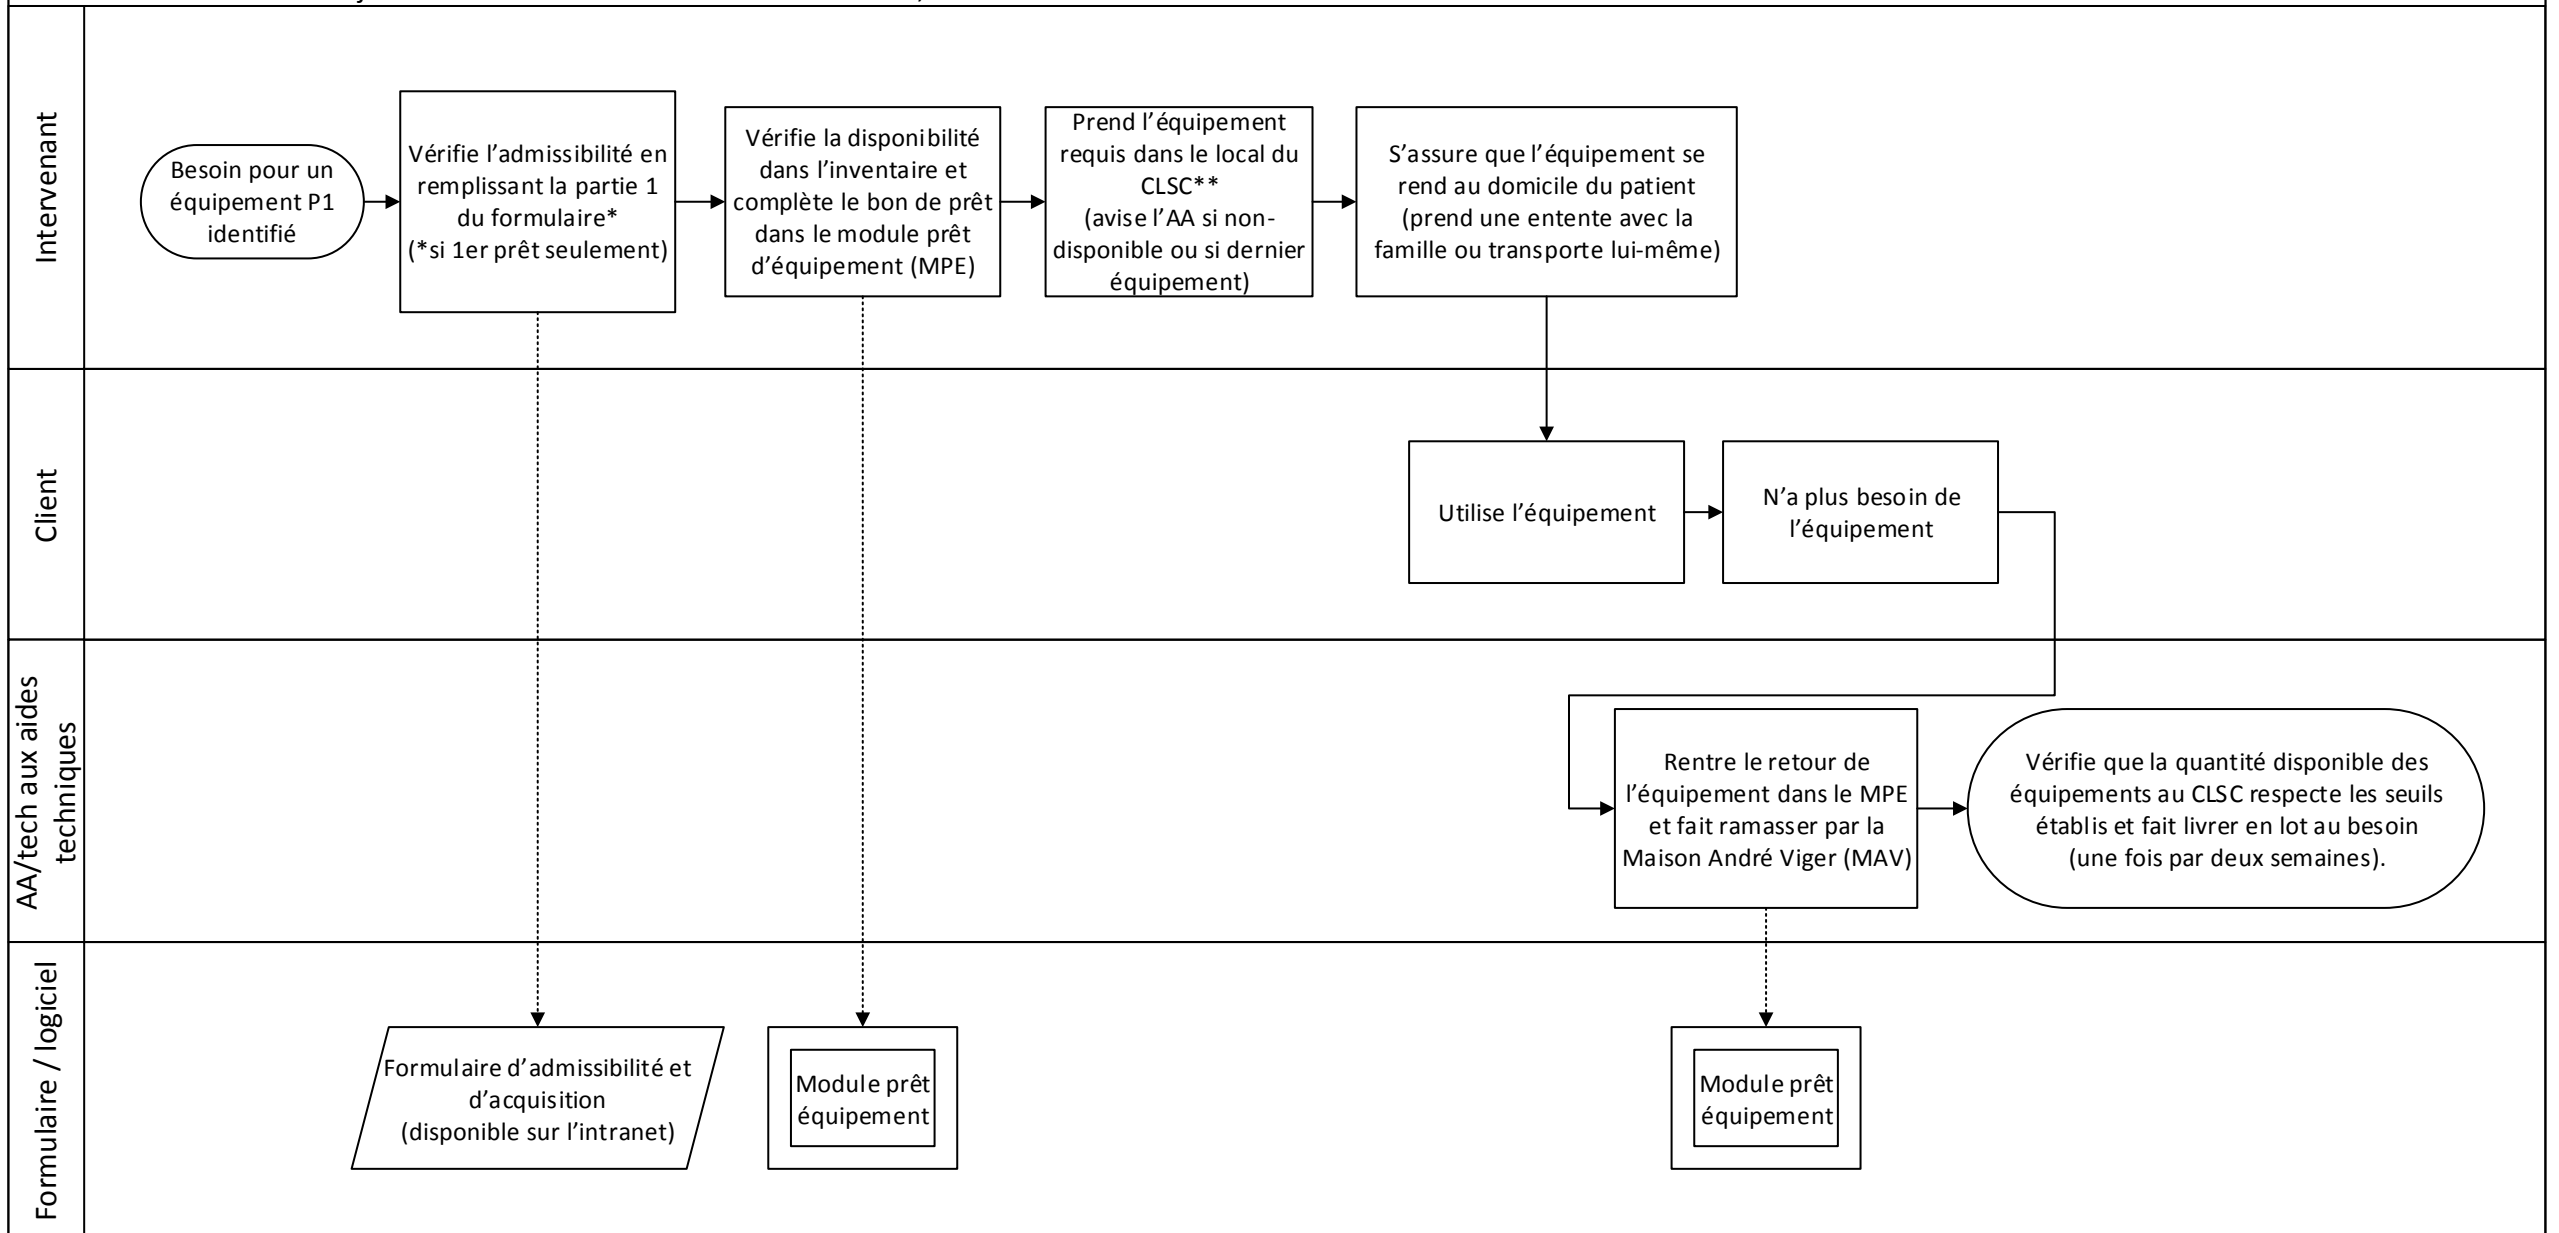 Intervenant
Besoin pour un
équipement P1
identifié
Vérifie l’admissibilité en
remplissant la partie 1
du formulaire*
(*si 1er prêt seulement)
Vérifie la disponibilité
dans l’inventaire et
complète le bon de prêt
dans le module prêt
d’équipement (MPE)
Prend l’équipement
requis dans le local du
CLSC**
(avise l’AA si non-
disponible ou si dernier
équipement)
S’assure que l’équipement se
rend au domicile du patient
(prend une entente avec la
famille ou transporte lui-même)
Client
Utilise l’équipement
N’a plus besoin de
l’équipement
AA/tech aux aides
techniques
Rentre le retour de
l’équipement dans le MPE
et fait ramasser par la
Maison André Viger (MAV)
Vérifie que la quantité disponible des
équipements au CLSC respecte les seuils
établis et fait livrer en lot au besoin
(une fois par deux semaines).
Formulaire / logiciel
Formulaire d’admissibilité et
d’acquisition
(disponible sur l’intranet)
Module prêt
équipement
Module prêt
équipement